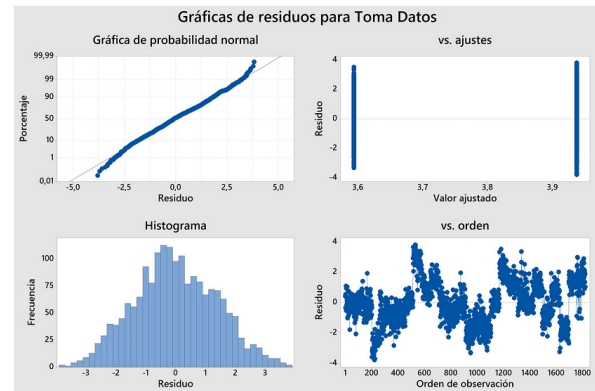 Gráficas de residuos para Toma Datos
Gráfica de probabilidad normal
99,99
99
90
50
10
1
0,01
Porcentaje
-5,0 -2,5 0,0 2,5 5,0
Residuo
vs. ajustes
4
2
0
-2
-4
Residuo
3,6 3,7 3,8 3,9
Valor ajustado
Histograma
100
75
50
25
0
Frecuencia
-3 -2 -1 0 1 2 3
Residuo
vs. orden
4
2
0
-2
-4
Residuo
1 200 400 600 800 1000 1200 1400 1600 1800
Orden de observación